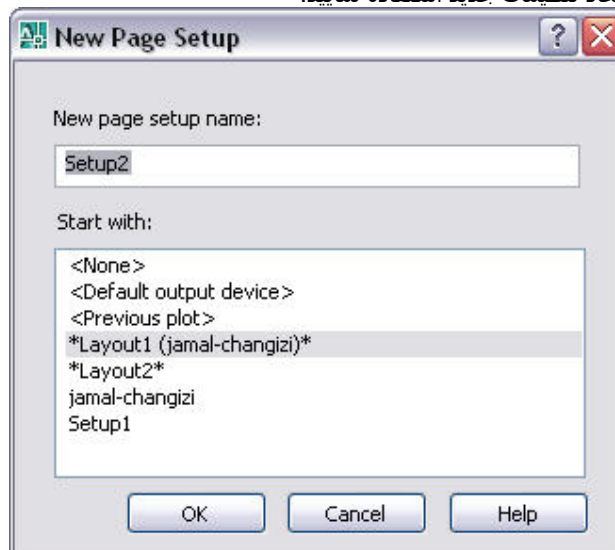 New Page Setup
New page setup name:
Setup2
Start with:
<None>
<Default output device>
<Previous plot>
*Layout1 (jamal-changizi)*
*Layout2*
jamal-changizi
Setup1
OK Cancel Help